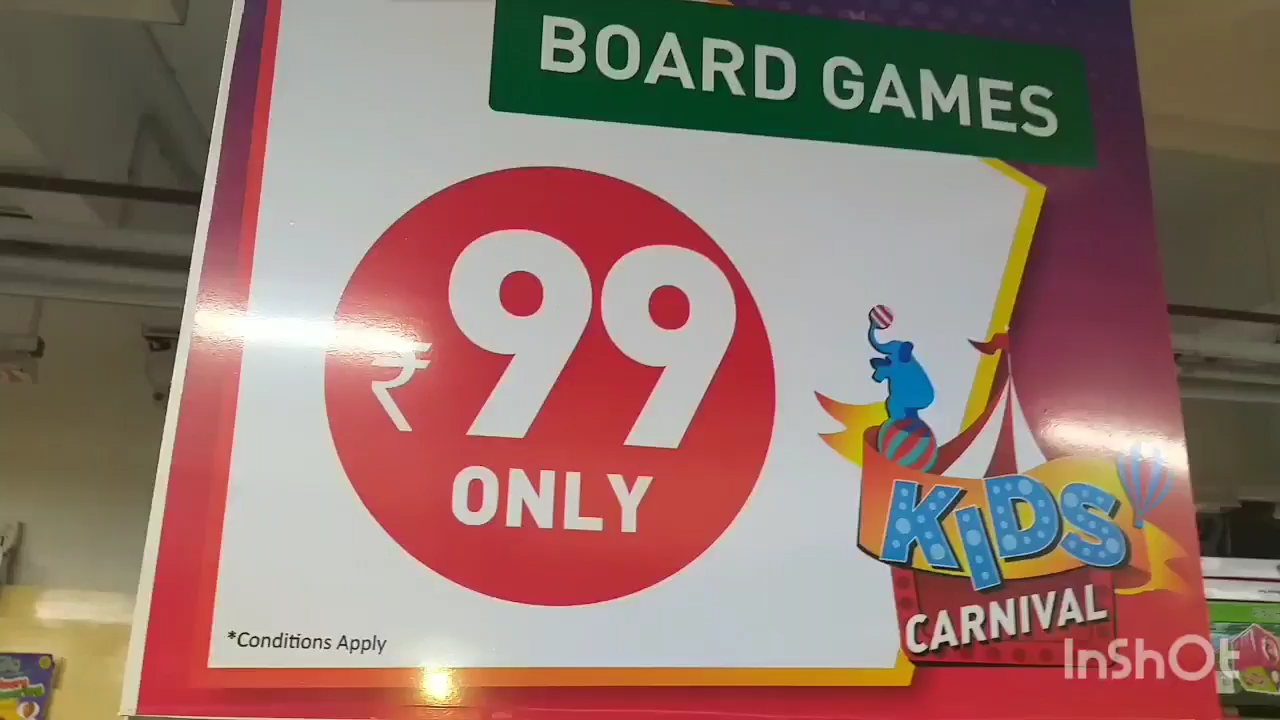 BOARD GAMES
₹ 99
ONLY
KIDS
CARNIVAL
*Conditions Apply
InShOt